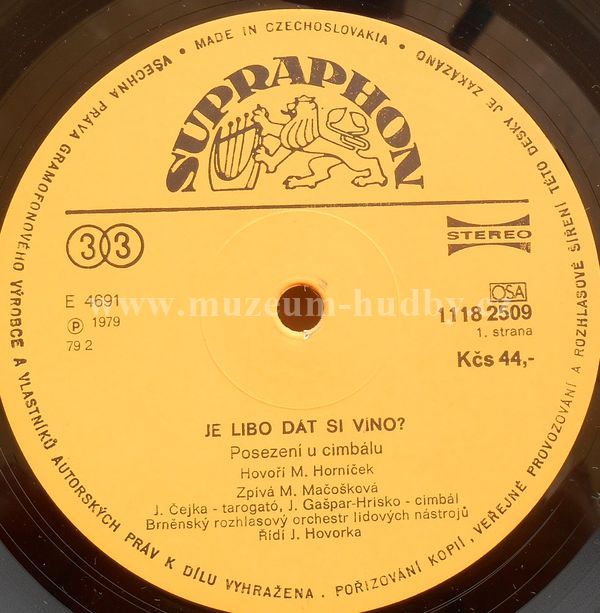 VŠECHNA PRÁVA GRAMOFONOVÉHO VÝROBCE A VLASTNÍKŮ AUTORSKÝCH PRÁV K DÍLU VYHRAŽENA. POŘIZOVÁNÍ KOPIÍ, VEŘEJNÉ PROVOZOVÁNÍ A ROZHLASOVÉ ŠÍŘENÍ TÉTO DESKY JE ZAKÁZÁNO
• MADE IN CZECHOSLOVAKIA •
SUPRAPHON
33
STEREO
www.muzeum-hudby.cz
E 4691
℗ 1979
79 2
OSA
1118 2509
1. strana
Kčs 44,-
JE LIBO DÁT SI VÍNO?
Posezení u cimbálu
Hovoří M. Horníček
Zpívá M. Mačošková
J. Čejka - tarogató, J. Gašpar-Hrisko - cimbál
Brněnský rozhlasový orchestr lidových nástrojů
Řídí J. Hovorka